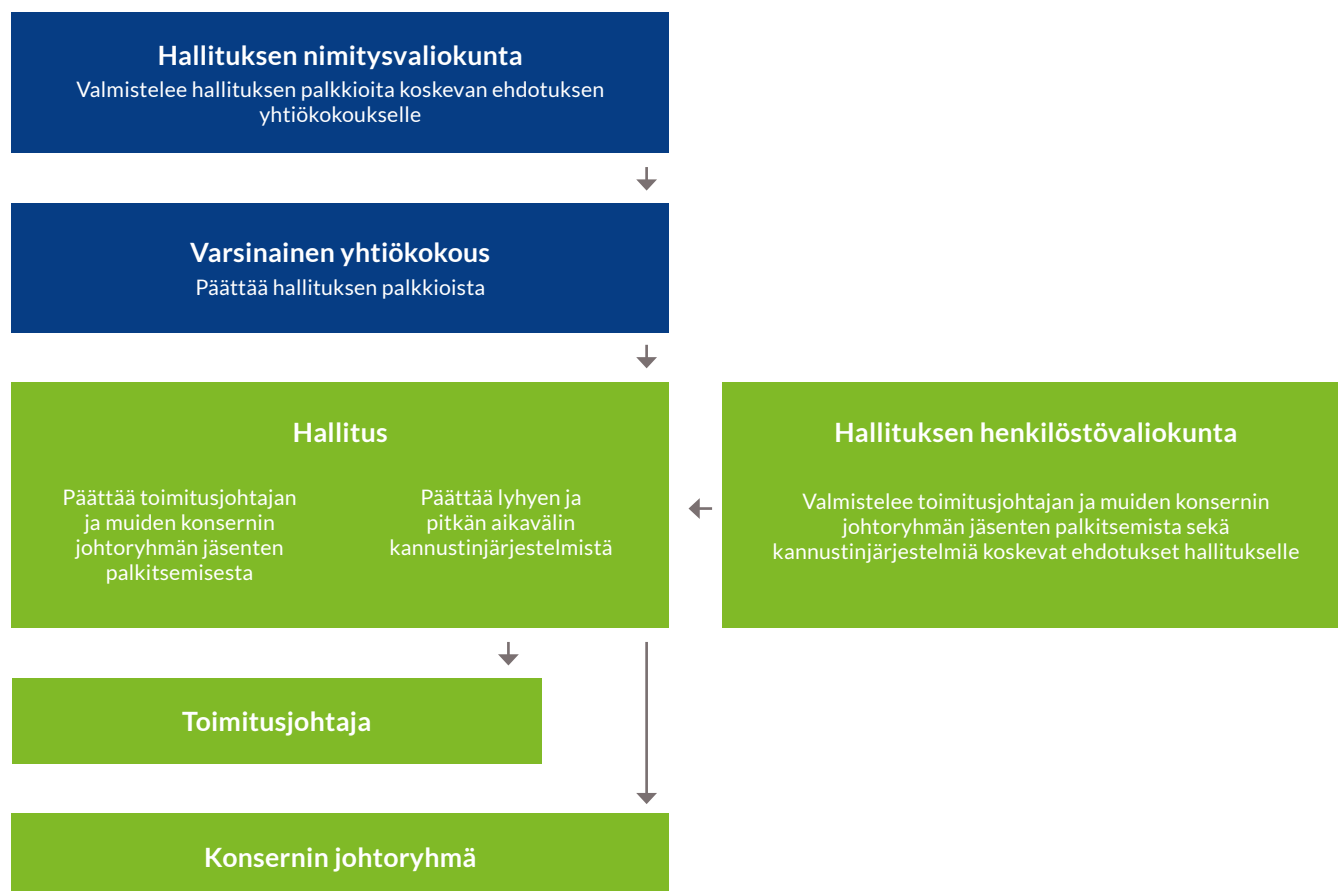 Hallituksen nimitysvaliokunta
Valmistelee hallituksen palkkioita koskevan ehdotuksen
yhtiökokoukselle
Varsinainen yhtiökokous
Päättää hallituksen palkkioista
Hallitus
Päättää toimitusjohtajan
ja muiden konsernin
johtoryhmän jäsenten
palkitsemisesta
Päättää lyhyen ja
pitkän aikavälin
kannustinjärjestelmistä
Hallituksen henkilöstövaliokunta
Valmistelee toimitusjohtajan ja muiden konsernin
johtoryhmän jäsenten palkitsemista sekä
kannustinjärjestelmiä koskevat ehdotukset hallitukselle
Toimitusjohtaja
Konsernin johtoryhmä